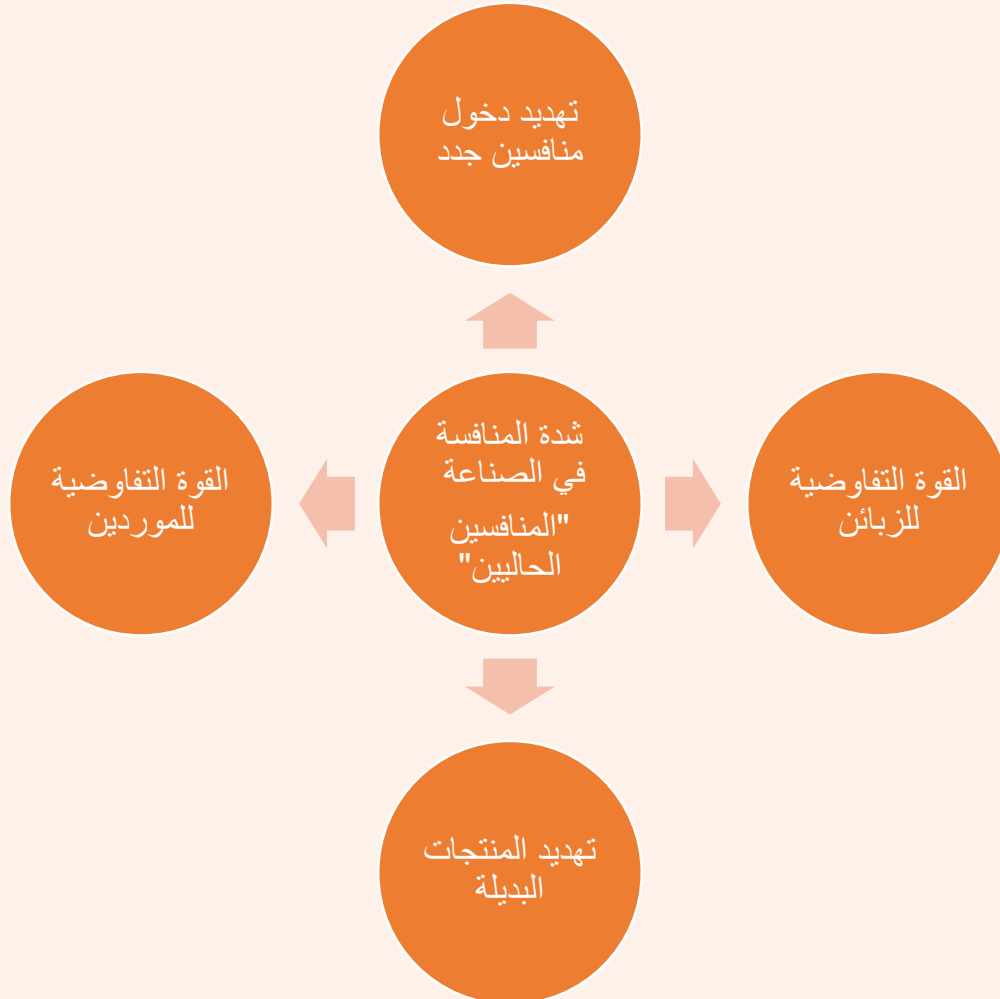 تهديد دخول
منافسين جدد
القوة التفاوضية
للزبائن
شدة المنافسة
في الصناعة
"المنافسين
الحاليين"
القوة التفاوضية
للموردين
تهديد المنتجات
البديلة